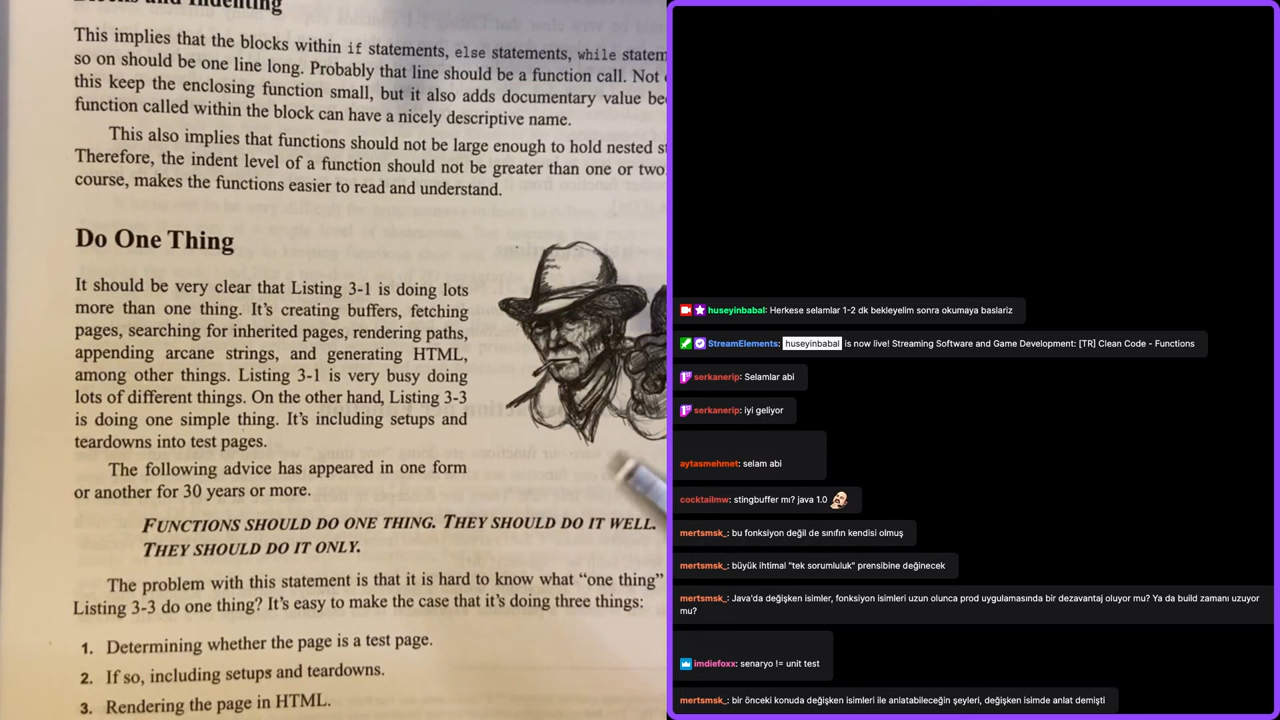 Blocks and Indenting
This implies that the blocks within if statements, else statements, while statem
so on should be one line long. Probably that line should be a function call. Not
this keep the enclosing function small, but it also adds documentary value be
function called within the block can have a nicely descriptive name.
This also implies that functions should not be large enough to hold nested
Therefore, the indent level of a function should not be greater than one or two.
course, makes the functions easier to read and understand.
Do One Thing
It should be very clear that Listing 3-1 is doing lots
more than one thing. It's creating buffers, fetching
pages, searching for inherited pages, rendering paths,
appending arcane strings, and generating HTML,
among other things. Listing 3-1 is very busy doing
lots of different things. On the other hand, Listing 3-3
is doing one simple thing. It's including setups and
teardowns into test pages.
The following advice has appeared in one form
or another for 30 years or more.
FUNCTIONS SHOULD DO ONE THING. THEY SHOULD DO IT WELL.
THEY SHOULD DO IT ONLY.
The problem with this statement is that it is hard to know what “one thing”
Listing 3-3 do one thing? It's easy to make the case that it's doing three things:
1. Determining whether the page is a test page.
2. If so, including setups and teardowns.
3. Rendering the page in HTML.
huseyinbabal: Herkese selamlar 1-2 dk bekleyelim sonra okumaya baslariz
StreamElements: huseyinbabal is now live! Streaming Software and Game Development: [TR] Clean Code - Functions
serkanerip: Selamlar abi
serkanerip: iyi geliyor
aytasmehmet: selam abi
cocktailmw: stingbuffer mı? java 1.0
mertsmsk_: bu fonksiyon değil de sınıfın kendisi olmuş
mertsmsk_: büyük ihtimal "tek sorumluluk" prensibine değinecek
mertsmsk_: Java'da değişken isimler, fonksiyon isimleri uzun olunca prod uygulamasında bir dezavantaj oluyor mu? Ya da build zamanı uzuyor
mu?
imdiefoxx: senaryo != unit test
mertsmsk_: bir önceki konuda değişken isimleri ile anlatabileceğin şeyleri, değişken isimde anlat demişti